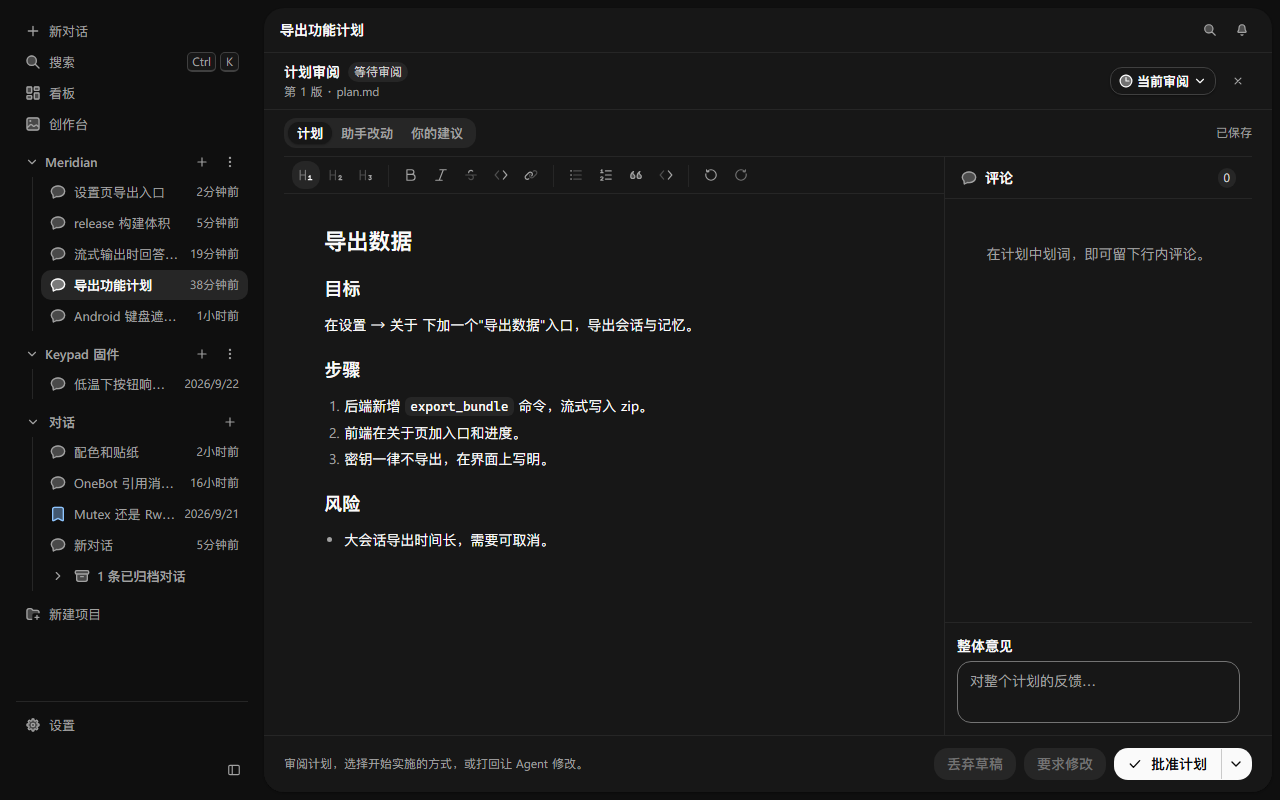 新对话
搜索 Ctrl K
看板
创作台
Meridian
设置页导出入口 2分钟前
release 构建体积 5分钟前
流式输出时回答… 19分钟前
导出功能计划 38分钟前
Android 键盘遮… 1小时前
Keypad 固件
低温下按钮响… 2026/9/22
对话
配色和贴纸 2小时前
OneBot 引用消… 16小时前
Mutex 还是 Rw… 2026/9/21
新对话 5分钟前
1 条已归档对话
新建项目
设置
导出功能计划
计划审阅 等待审阅
第 1 版 · plan.md
当前审阅
计划 助手改动 你的建议
已保存
H1 H2 H3
评论 0
导出数据
目标
在设置 → 关于 下加一个"导出数据"入口，导出会话与记忆。
步骤
1. 后端新增 export_bundle 命令，流式写入 zip。
2. 前端在关于页加入口和进度。
3. 密钥一律不导出，在界面上写明。
风险
• 大会话导出时间长，需要可取消。
在计划中划词，即可留下行内评论。
整体意见
对整个计划的反馈…
审阅计划，选择开始实施的方式，或打回让 Agent 修改。
丢弃草稿 要求修改 批准计划